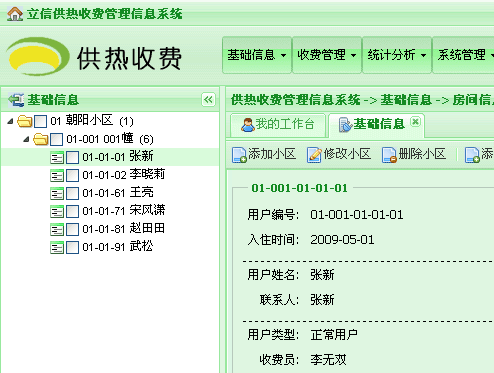 立信供热收费管理信息系统
供热收费
基础信息 收费管理 统计分析 系统管理
基础信息
供热收费管理信息系统 -> 基础信息 -> 房间信
01 朝阳小区 (1)
01-001 001幢 (6)
01-01-01 张新
01-01-02 李晓莉
01-01-61 王亮
01-01-71 宋风潇
01-01-81 赵田田
01-01-91 武松
我的工作台 基础信息
添加小区 修改小区 删除小区 添
01-01-01-01-01
用户编号: 01-001-01-01-01
入住时间: 2009-05-01
用户姓名: 张新
联系人: 张新
用户类型: 正常用户
收费员: 李无